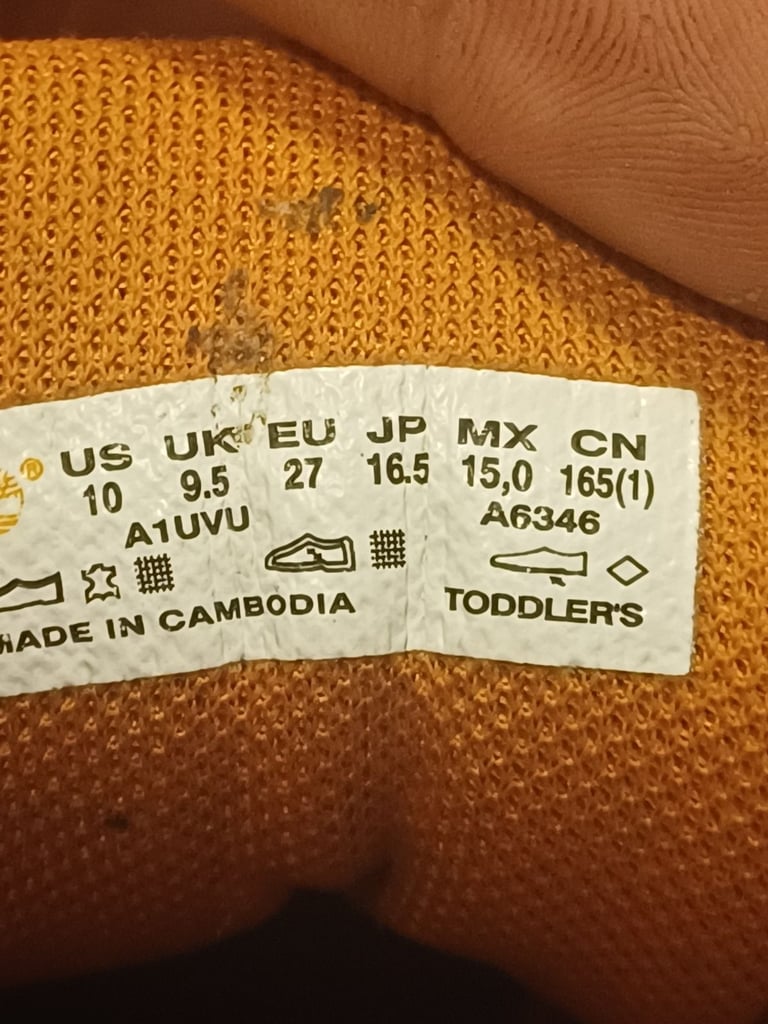 ® US UK EU JP MX CN
10 9.5 27 16.5 15,0 165(1)
A1UVU A6346
MADE IN CAMBODIA TODDLER'S